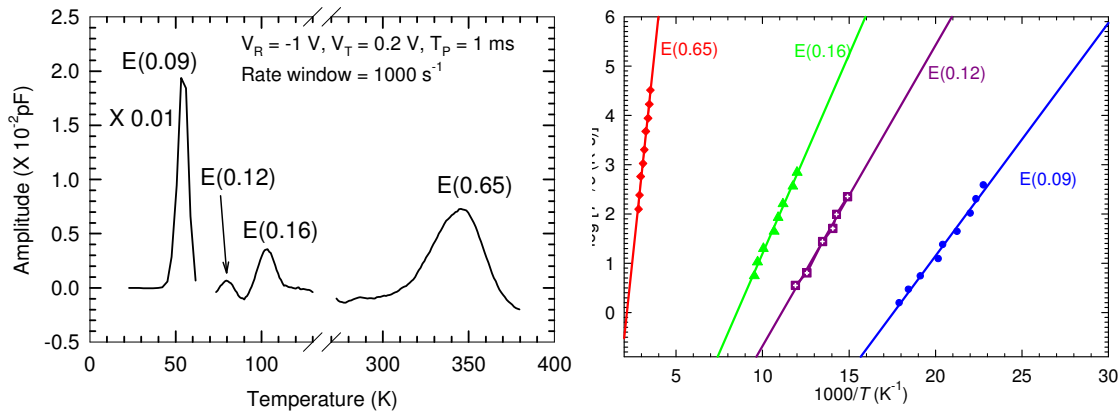 V_R = -1 V, V_T = 0.2 V, T_P = 1 ms
Rate window = 1000 s⁻¹
E(0.09)
X 0.01
E(0.12)
E(0.16)
E(0.65)
2.5
2.0
1.5
1.0
0.5
0.0
-0.5
Amplitude (X 10⁻²pF)
0 50 100 300 350 400
Temperature (K)
6
5
4
3
2
1
0
E(0.65)
E(0.16)
E(0.12)
E(0.09)
5 10 15 20 25 30
1000/T (K⁻¹)